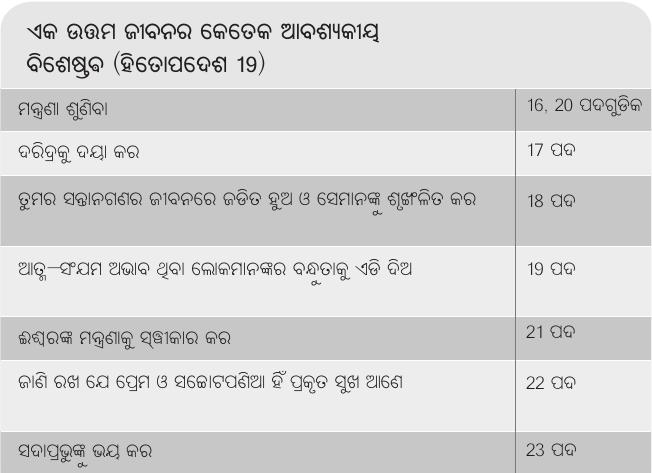 ଏକ ଉତ୍ତମ ଜୀବନର କେତେକ ଆବଶ୍ୟକୀୟ
ବିଶେଷ୍ଟତ୍ଵ (ହିତୋପଦେଶ 19)
ମନ୍ତ୍ରଣା ଶୁଣିବା 16, 20 ପଦଗୁଡିକ
ଦରିଦ୍ରକୁ ଦୟା କର 17 ପଦ
ତୁମର ସନ୍ତାନଗଣର ଜୀବନରେ ଜଡିତ ହୁଅ ଓ ସେମାନଙ୍କୁ ଶୃଙ୍ଖଳିତ କର 18 ପଦ
ଆତ୍ମ-ସଂଯମ ଅଭାବ ଥିବା ଲୋକମାନଙ୍କର ବନ୍ଧୁତାକୁ ଏଡି ଦିଅ 19 ପଦ
ଈଶ୍ୱରଙ୍କ ମନ୍ତ୍ରଣାକୁ ସ୍ୱୀକାର କର 21 ପଦ
ଜାଣି ରଖ ଯେ ପ୍ରେମ ଓ ସଚ୍ଚୋଟପଣିଆ ହିଁ ପ୍ରକୃତ ସୁଖ ଆଣେ 22 ପଦ
ସଦାପ୍ରଭୁଙ୍କୁ ଭୟ କର 23 ପଦ